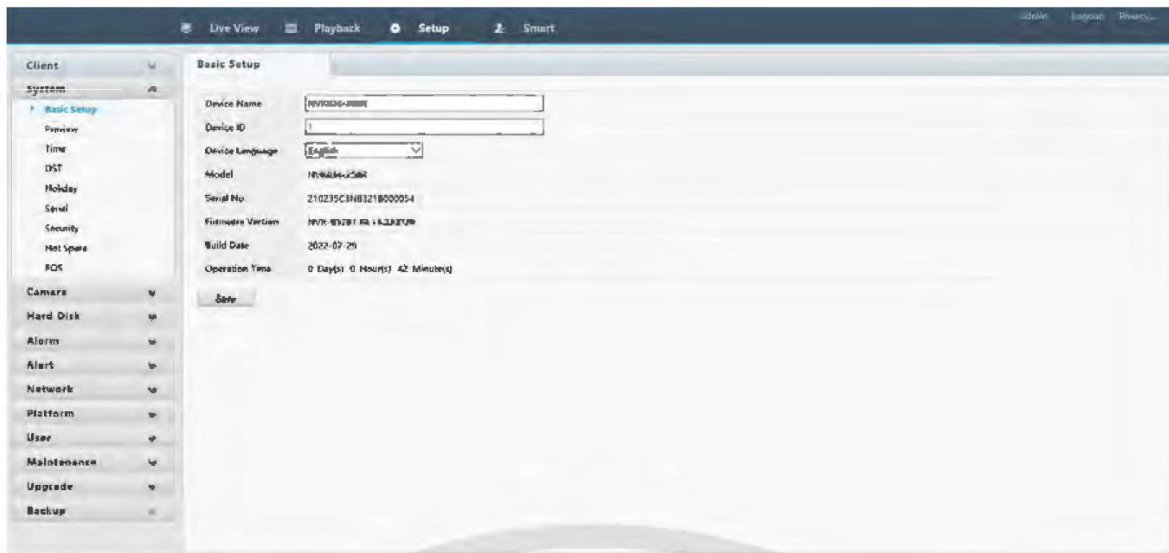 Live View Playback Setup Smart
admin Logout Privacy...
Client
System
Basic Setup
Preview
Time
DST
Holiday
Serial
Security
Hot Spare
POS
Camera
Hard Disk
Alarm
Alert
Network
Platform
User
Maintenance
Upgrade
Backup
Basic Setup
Device Name
Device ID 1
Device Language English
Model
Serial No.
Firmware Version
Build Date 2022-07-29
Operation Time 0 Day(s) 0 Hour(s) 42 Minute(s)
Save